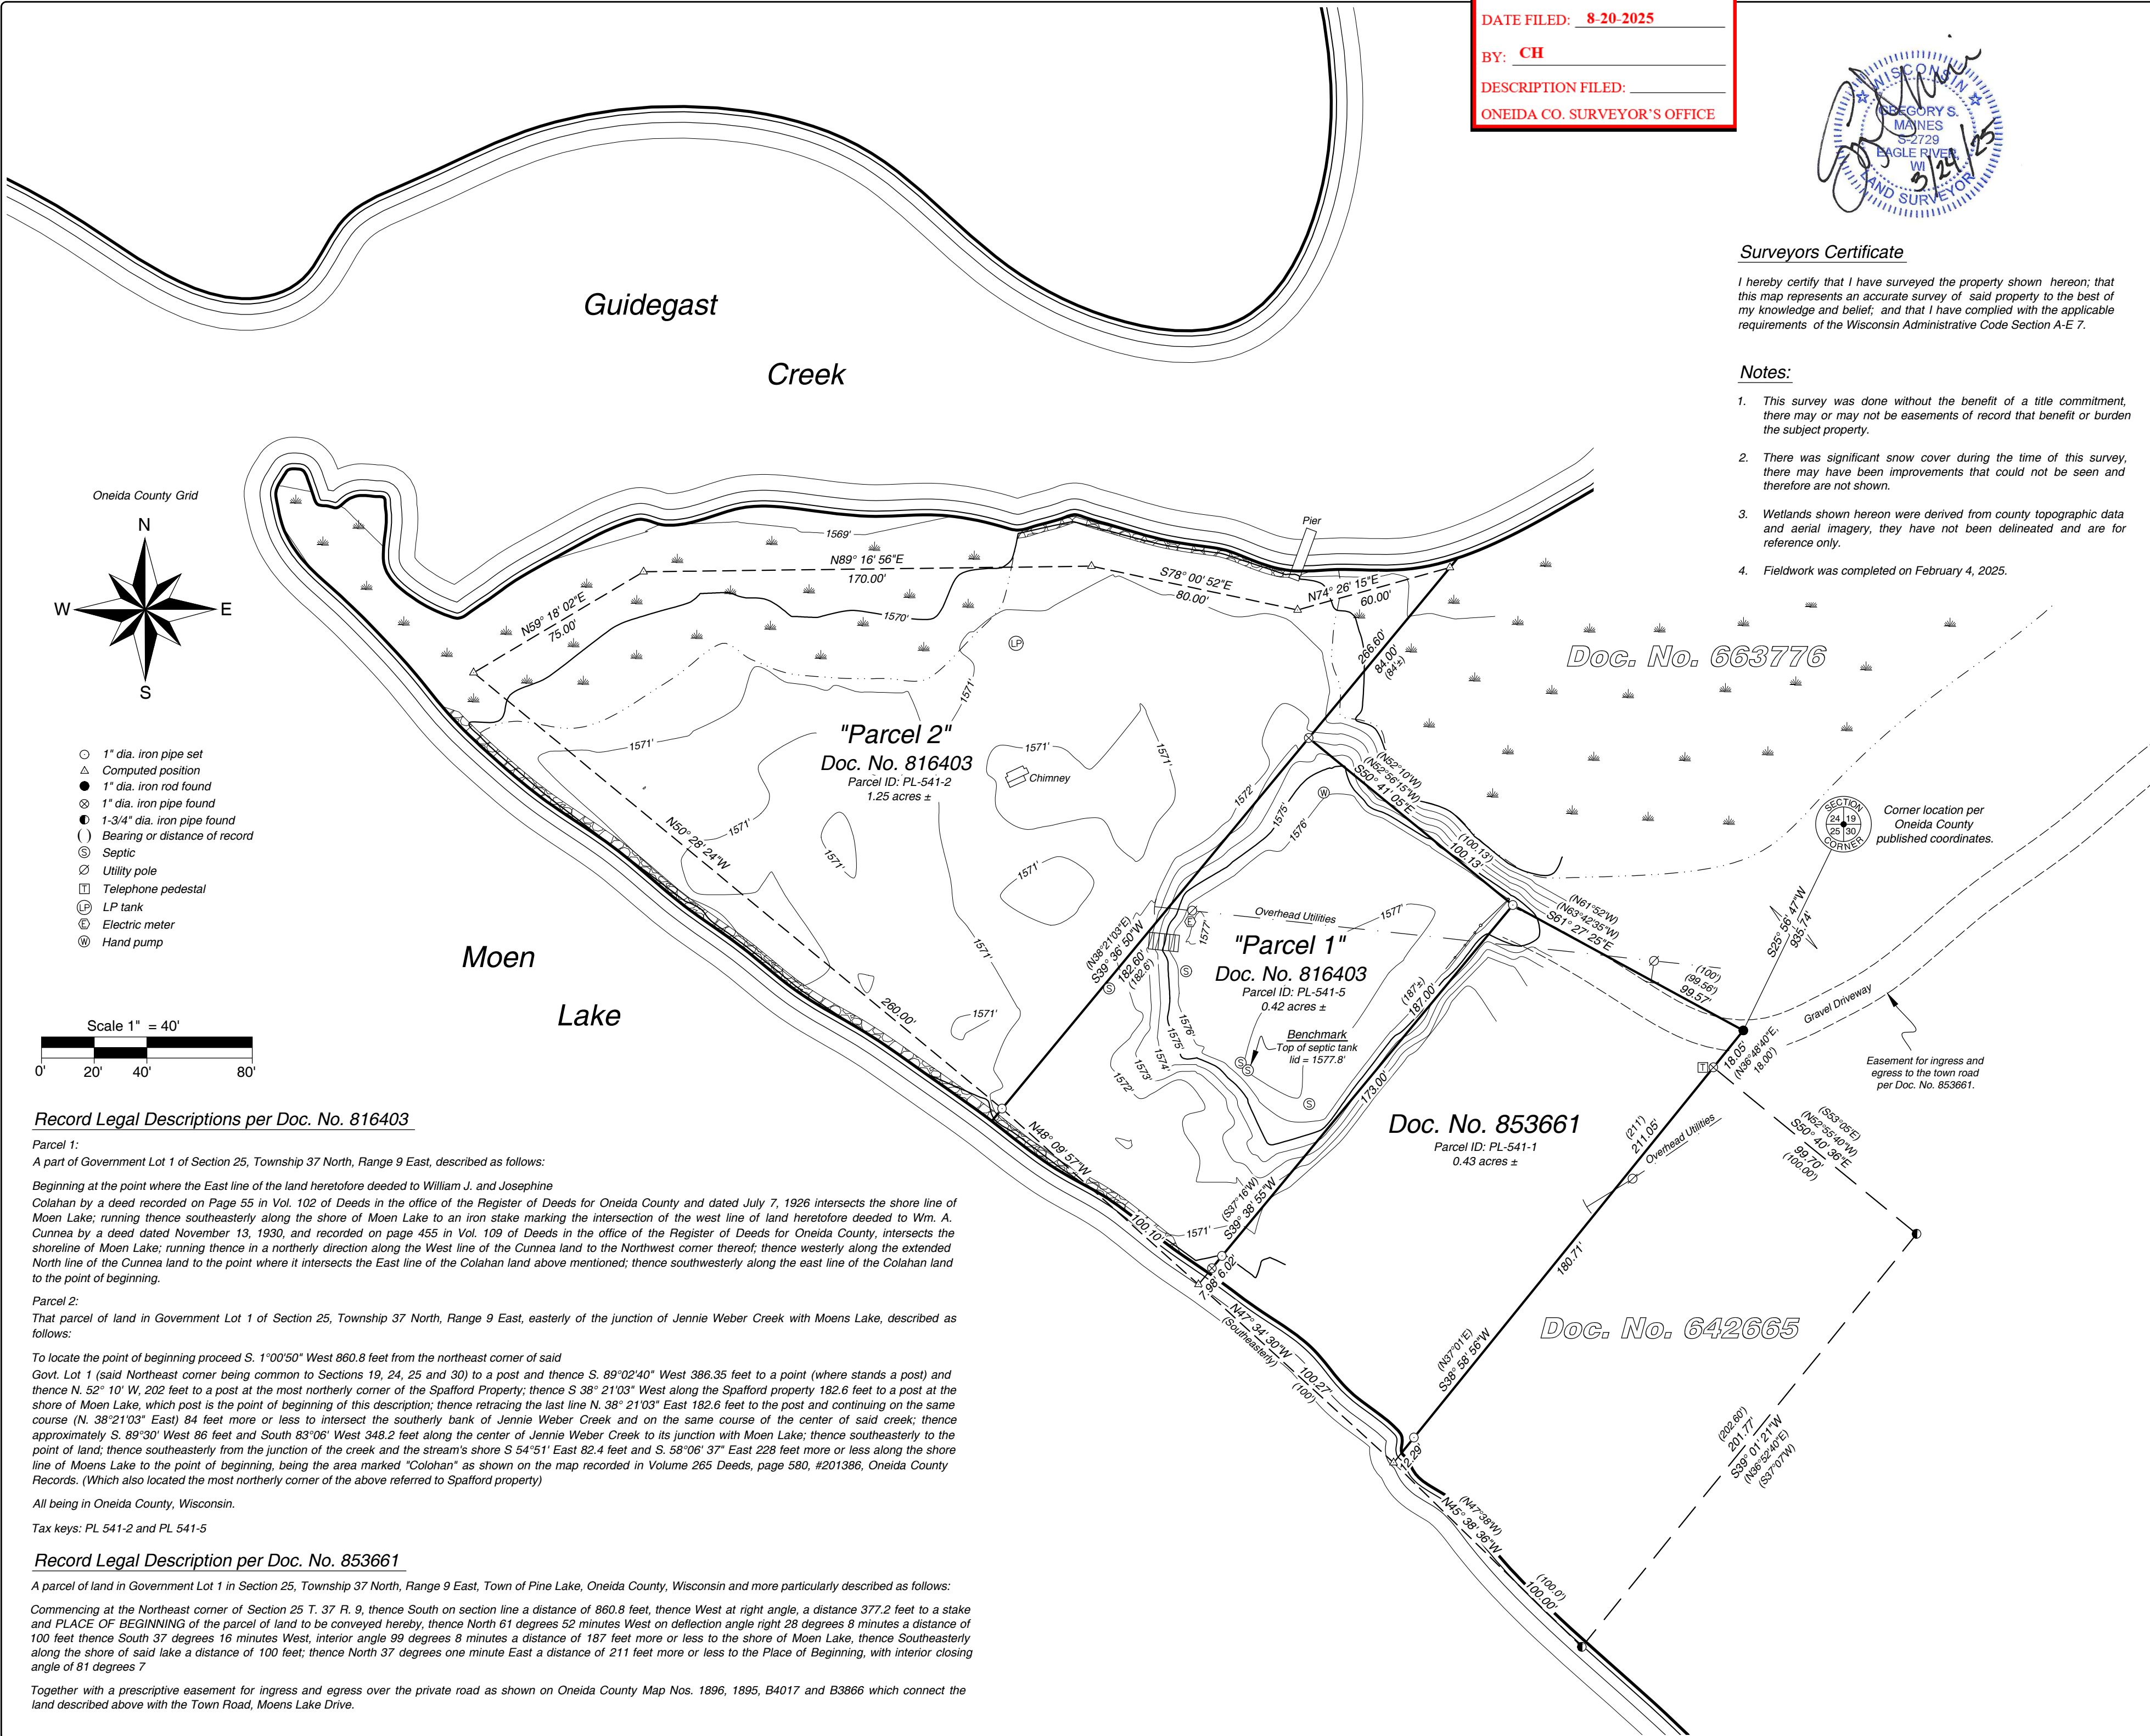 DATE FILED: 8-20-2025
BY: CH
DESCRIPTION FILED:
ONEIDA CO. SURVEYOR'S OFFICE
WISCONSIN
GREGORY S.
MAINES
S-2729
EAGLE RIVER,
WI
LAND SURVEYOR
3/24/25
Surveyors Certificate
I hereby certify that I have surveyed the property shown hereon; that
this map represents an accurate survey of said property to the best of
my knowledge and belief; and that I have complied with the applicable
requirements of the Wisconsin Administrative Code Section A-E 7.
Notes:
1. This survey was done without the benefit of a title commitment,
there may or may not be easements of record that benefit or burden
the subject property.
2. There was significant snow cover during the time of this survey,
there may have been improvements that could not be seen and
therefore are not shown.
3. Wetlands shown hereon were derived from county topographic data
and aerial imagery, they have not been delineated and are for
reference only.
4. Fieldwork was completed on February 4, 2025.
Guidegast
Creek
Oneida County Grid
N
W
E
S
Pier
1569'
N89° 16' 56"E
170.00'
S78° 00' 52"E
80.00'
N74° 26' 15"E
60.00'
N59° 18' 02"E
75.00'
1570'
LP
266.60'
84.00'
(84'±)
Doc. No. 663776
1571'
"Parcel 2"
Doc. No. 816403
Parcel ID: PL-541-2
1.25 acres ±
1571'
1571'
Chimney
1571'
1572'
(N52°10'W)
(N52°56'15"W)
S50° 41' 05"E
(100.13')
100.13'
1" dia. iron pipe set
Computed position
1" dia. iron rod found
1" dia. iron pipe found
1-3/4" dia. iron pipe found
( ) Bearing or distance of record
S Septic
Utility pole
T Telephone pedestal
LP LP tank
E Electric meter
W Hand pump
SECTION
24 19
25 30
CORNER
Corner location per
Oneida County
published coordinates.
W
1575'
1576'
N50° 28' 24"W
260.00'
1571'
1571'
1571'
1571'
1571'
Overhead Utilities
1577'
E
1577'
"Parcel 1"
Doc. No. 816403
Parcel ID: PL-541-5
0.42 acres ±
(N38°21'03"E)
S39° 36' 50"W
182.60'
(182.6')
S
S
(N61°52'W)
(N63°42'35"W)
S61° 27' 25"E
(100')
(99.56')
99.57'
S25° 56' 47"W
935.74'
Gravel Driveway
Easement for ingress and
egress to the town road
per Doc. No. 853661.
Moen
Lake
Scale 1" = 40'
0' 20' 40' 80'
(187'±)
187.00'
Benchmark
Top of septic tank
lid = 1577.8'
S
S
S
1576'
1575'
1574'
1573'
1572'
173.00'
18.05'
(N36°48'40"E,
18.00')
T
Doc. No. 853661
Parcel ID: PL-541-1
0.43 acres ±
(211')
211.05'
Overhead Utilities
(S53°05'E)
(N52°55'40"W)
S50° 40' 36"E
99.70'
(100.00')
N48° 09' 57"W
100.10'
1571'
(S37°16'W)
S39° 38' 55"W
6.02'
7.98'
180.71'
N47° 34' 30"W
(Southeasterly)
100.27'
(100')
(N37°01'E)
S38° 58' 56"W
12.29'
Doc. No. 642665
(202.60')
201.77'
S39° 01' 21"W
(N36°52'40"E)
(S37°07'W)
(N47°38'W)
N45° 38' 36"W
(100.0')
100.00'
Record Legal Descriptions per Doc. No. 816403
Parcel 1:
A part of Government Lot 1 of Section 25, Township 37 North, Range 9 East, described as follows:
Beginning at the point where the East line of the land heretofore deeded to William J. and Josephine
Colahan by a deed recorded on Page 55 in Vol. 102 of Deeds in the office of the Register of Deeds for Oneida County and dated July 7, 1926 intersects the shore line of
Moen Lake; running thence southeasterly along the shore of Moen Lake to an iron stake marking the intersection of the west line of land heretofore deeded to Wm. A.
Cunnea by a deed dated November 13, 1930, and recorded on page 455 in Vol. 109 of Deeds in the office of the Register of Deeds for Oneida County, intersects the
shoreline of Moen Lake; running thence in a northerly direction along the West line of the Cunnea land to the Northwest corner thereof; thence westerly along the extended
North line of the Cunnea land to the point where it intersects the East line of the Colahan land above mentioned; thence southwesterly along the east line of the Colahan land
to the point of beginning.
Parcel 2:
That parcel of land in Government Lot 1 of Section 25, Township 37 North, Range 9 East, easterly of the junction of Jennie Weber Creek with Moens Lake, described as
follows:
To locate the point of beginning proceed S. 1°00'50" West 860.8 feet from the northeast corner of said
Govt. Lot 1 (said Northeast corner being common to Sections 19, 24, 25 and 30) to a post and thence S. 89°02'40" West 386.35 feet to a point (where stands a post) and
thence N. 52° 10' W, 202 feet to a post at the most northerly corner of the Spafford Property; thence S 38° 21'03" West along the Spafford property 182.6 feet to a post at the
shore of Moen Lake, which post is the point of beginning of this description; thence retracing the last line N. 38° 21'03" East 182.6 feet to the post and continuing on the same
course (N. 38°21'03" East) 84 feet more or less to intersect the southerly bank of Jennie Weber Creek and on the same course of the center of said creek; thence
approximately S. 89°30' West 86 feet and South 83°06' West 348.2 feet along the center of Jennie Weber Creek to its junction with Moen Lake; thence southeasterly to the
point of land; thence southeasterly from the junction of the creek and the stream's shore S 54°51' East 82.4 feet and S. 58°06' 37" East 228 feet more or less along the shore
line of Moens Lake to the point of beginning, being the area marked "Colohan" as shown on the map recorded in Volume 265 Deeds, page 580, #201386, Oneida County
Records. (Which also located the most northerly corner of the above referred to Spafford property)
All being in Oneida County, Wisconsin.
Tax keys: PL 541-2 and PL 541-5
Record Legal Description per Doc. No. 853661
A parcel of land in Government Lot 1 in Section 25, Township 37 North, Range 9 East, Town of Pine Lake, Oneida County, Wisconsin and more particularly described as follows:
Commencing at the Northeast corner of Section 25 T. 37 R. 9, thence South on section line a distance of 860.8 feet, thence West at right angle, a distance 377.2 feet to a stake
and PLACE OF BEGINNING of the parcel of land to be conveyed hereby, thence North 61 degrees 52 minutes West on deflection angle right 28 degrees 8 minutes a distance of
100 feet thence South 37 degrees 16 minutes West, interior angle 99 degrees 8 minutes a distance of 187 feet more or less to the shore of Moen Lake, thence Southeasterly
along the shore of said lake a distance of 100 feet; thence North 37 degrees one minute East a distance of 211 feet more or less to the Place of Beginning, with interior closing
angle of 81 degrees 7
Together with a prescriptive easement for ingress and egress over the private road as shown on Oneida County Map Nos. 1896, 1895, B4017 and B3866 which connect the
land described above with the Town Road, Moens Lake Drive.